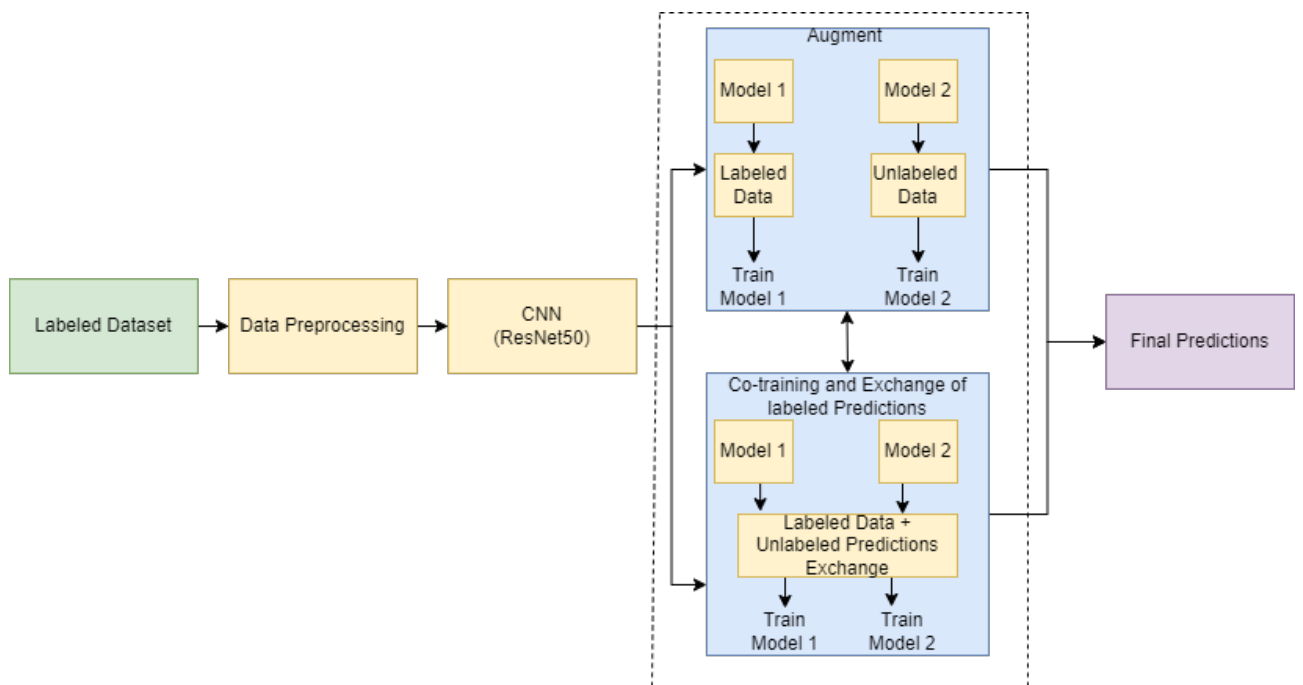 Labeled Dataset
Data Preprocessing
CNN
(ResNet50)
Augment
Model 1
Model 2
Labeled
Data
Unlabeled
Data
Train
Model 1
Train
Model 2
Co-training and Exchange of
labeled Predictions
Model 1
Model 2
Labeled Data +
Unlabeled Predictions
Exchange
Train
Model 1
Train
Model 2
Final Predictions